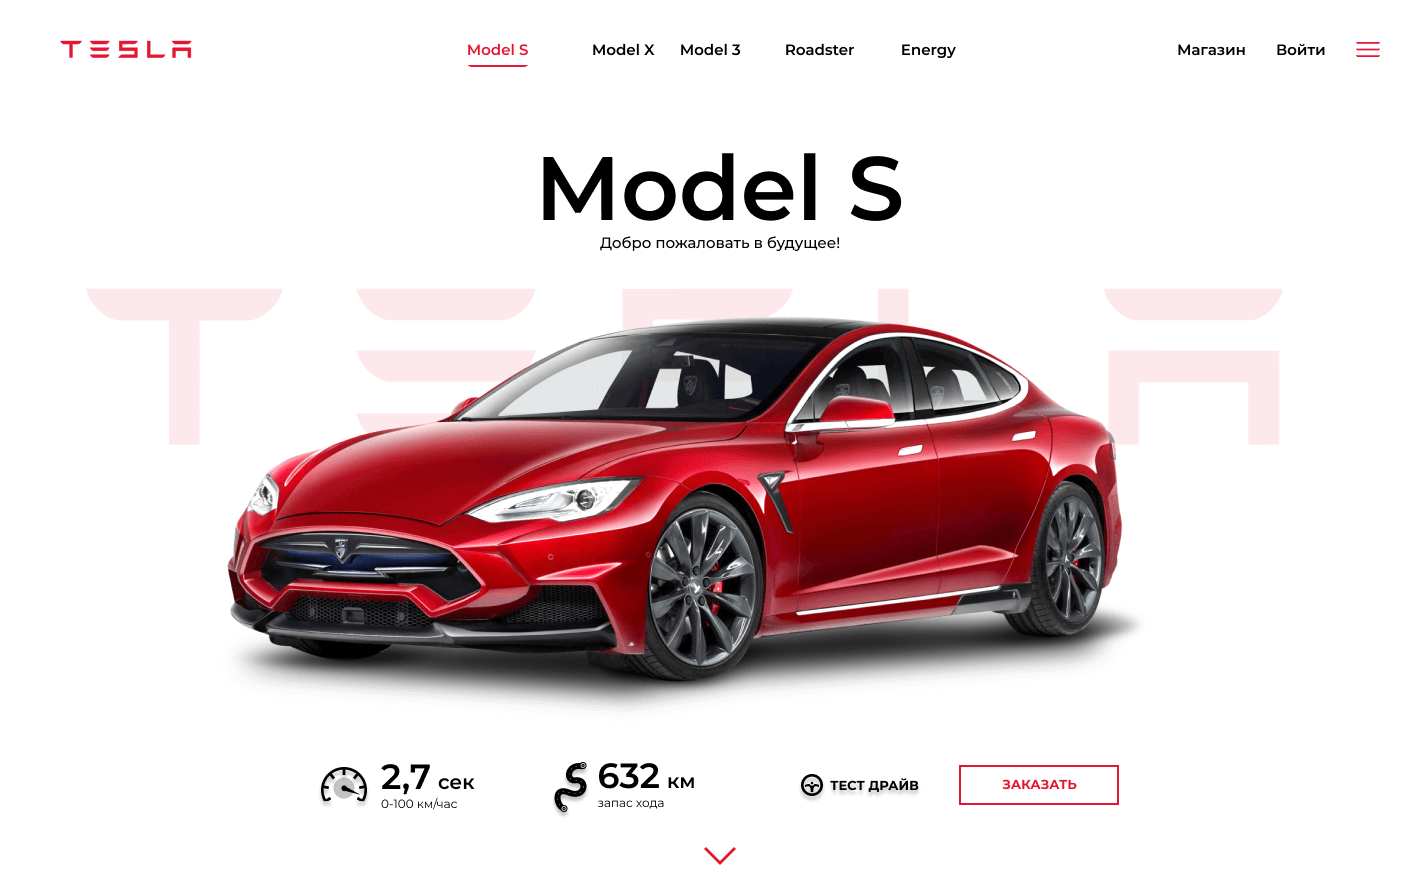 TESLA
Model S
Model X
Model 3
Roadster
Energy
Магазин
Войти
Model S
Добро пожаловать в будущее!
TESLA
2,7 сек
0-100 км/час
632 км
запас хода
ТЕСТ ДРАЙВ
ЗАКАЗАТЬ